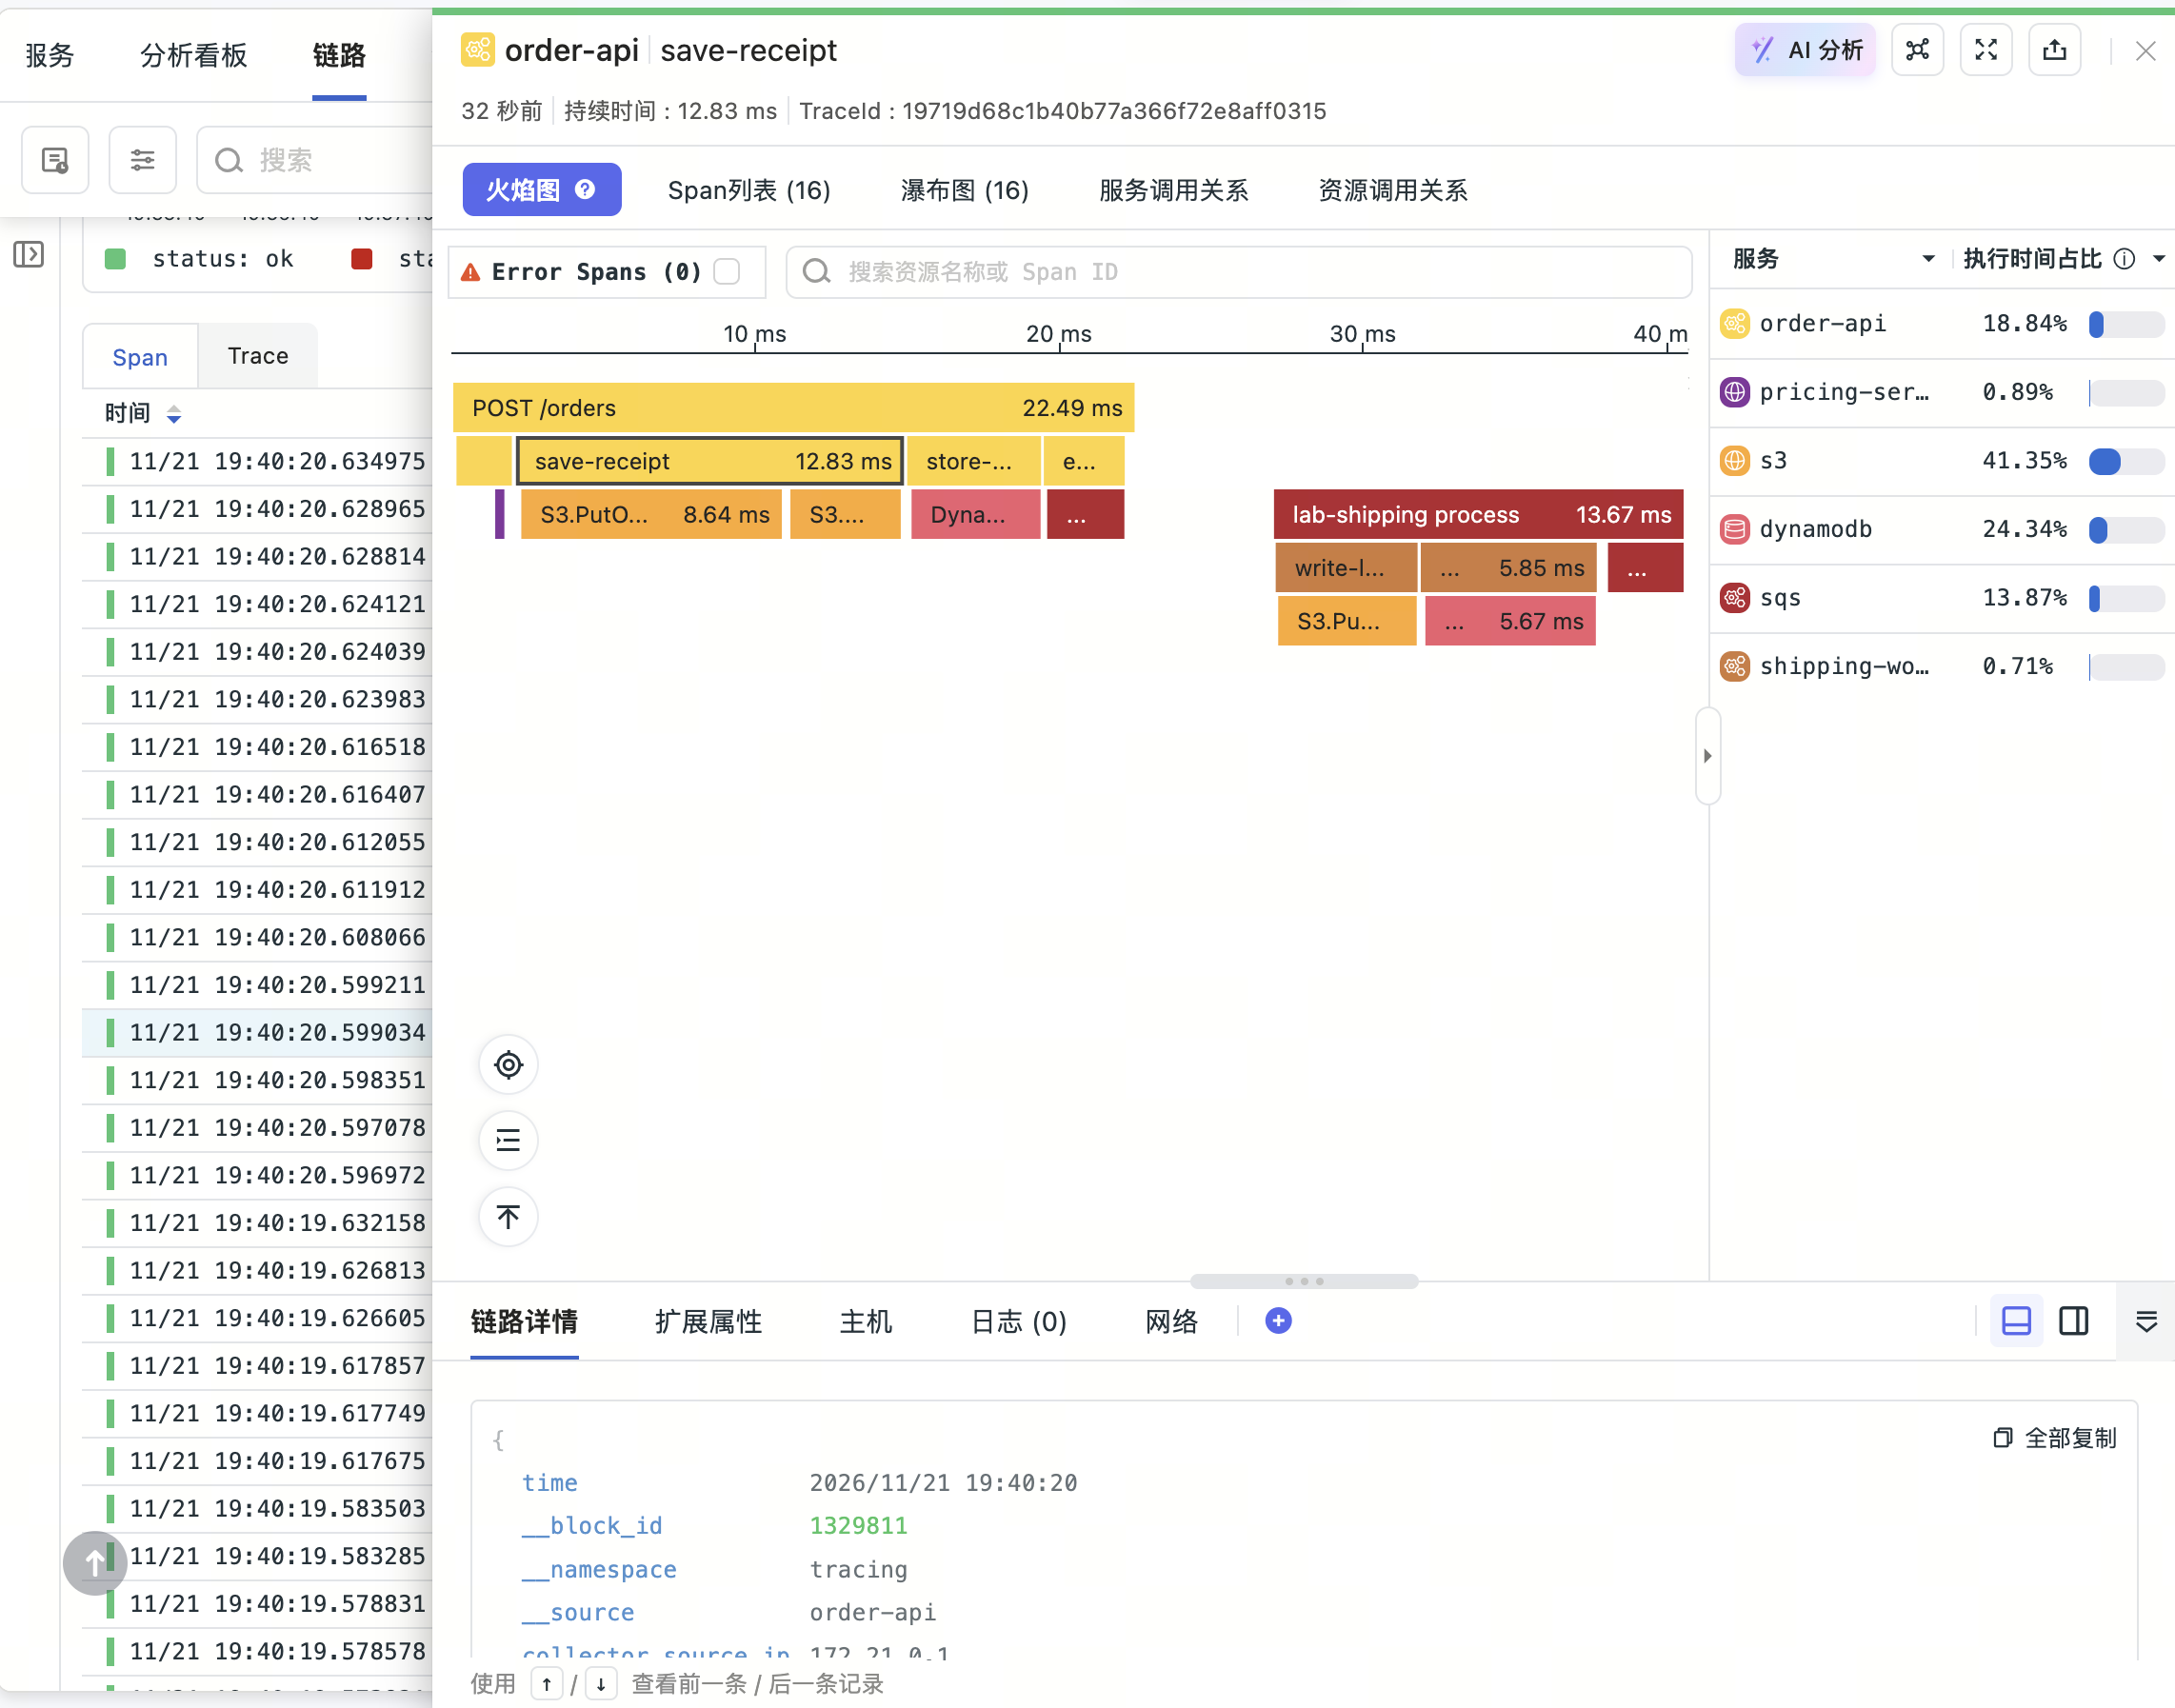 服务
分析看板
链路
搜索
status: ok
Span
Trace
时间
11/21 19:40:20.634975
11/21 19:40:20.628965
11/21 19:40:20.628814
11/21 19:40:20.624121
11/21 19:40:20.624039
11/21 19:40:20.623983
11/21 19:40:20.616518
11/21 19:40:20.616407
11/21 19:40:20.612055
11/21 19:40:20.611912
11/21 19:40:20.608066
11/21 19:40:20.599211
11/21 19:40:20.599034
11/21 19:40:20.598351
11/21 19:40:20.597078
11/21 19:40:20.596972
11/21 19:40:19.632158
11/21 19:40:19.626813
11/21 19:40:19.626605
11/21 19:40:19.617857
11/21 19:40:19.617749
11/21 19:40:19.617675
11/21 19:40:19.583503
11/21 19:40:19.583285
11/21 19:40:19.578831
11/21 19:40:19.578578
order-api | save-receipt
AI 分析
32 秒前 | 持续时间 : 12.83 ms | TraceId : 19719d68c1b40b77a366f72e8aff0315
火焰图
Span列表 (16)
瀑布图 (16)
服务调用关系
资源调用关系
Error Spans (0)
搜索资源名称或 Span ID
10 ms
20 ms
30 ms
40 m
POST /orders 22.49 ms
save-receipt 12.83 ms
store-...
e...
S3.PutO... 8.64 ms
S3....
Dyna...
...
lab-shipping process 13.67 ms
write-l...
... 5.85 ms
...
S3.Pu...
... 5.67 ms
服务
执行时间占比
order-api 18.84%
pricing-ser... 0.89%
s3 41.35%
dynamodb 24.34%
sqs 13.87%
shipping-wo... 0.71%
链路详情
扩展属性
主机
日志 (0)
网络
全部复制
{
time 2026/11/21 19:40:20
__block_id 1329811
__namespace tracing
__source order-api
collector_source_ip 172.21.0.1
使用 ↑ / ↓ 查看前一条 / 后一条记录